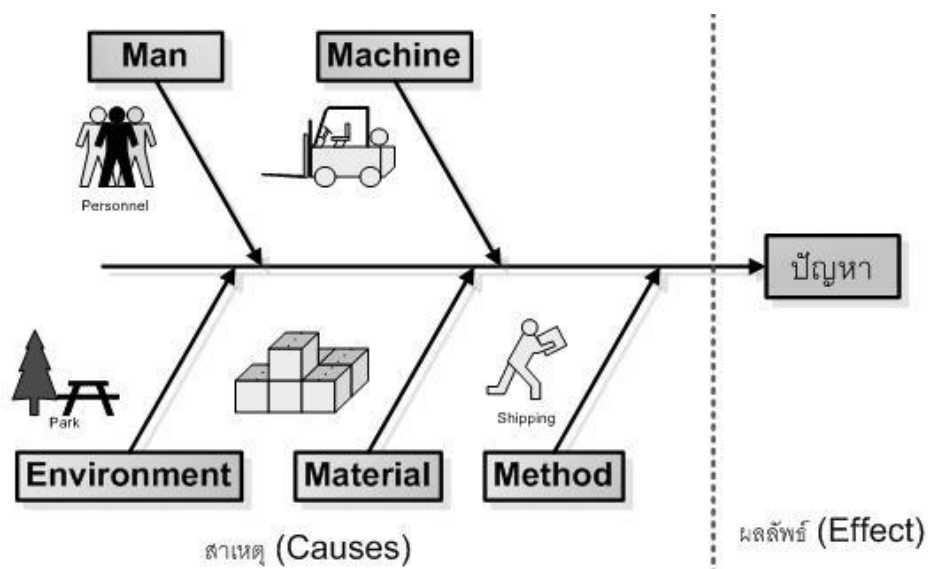 Man
Machine
Personnel
ปัญหา
Park
Shipping
Environment
Material
Method
สาเหตุ (Causes)
ผลลัพธ์ (Effect)